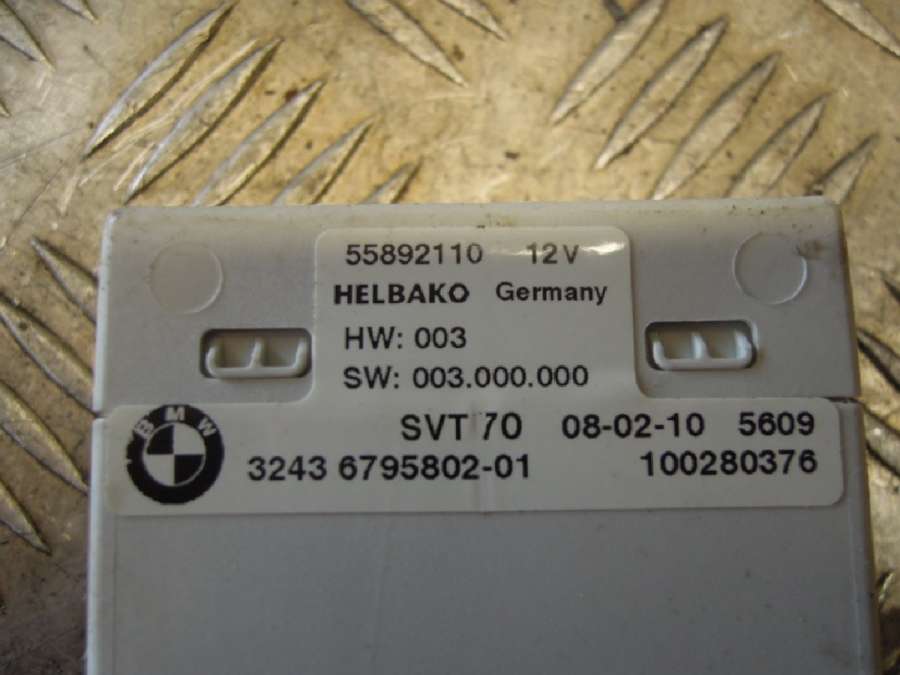 55892110 12V
HELBAKO Germany
HW: 003
SW: 003.000.000
BMW
SVT 70 08-02-10 5609
3243 6795802-01 100280376